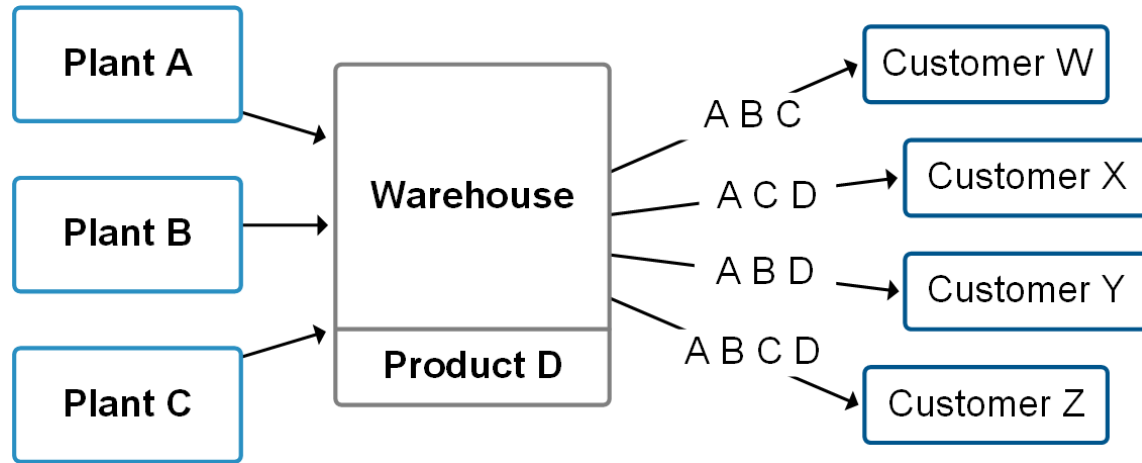 Plant A
Plant B
Plant C
Warehouse
Product D
A B C
A C D
A B D
A B C D
Customer W
Customer X
Customer Y
Customer Z